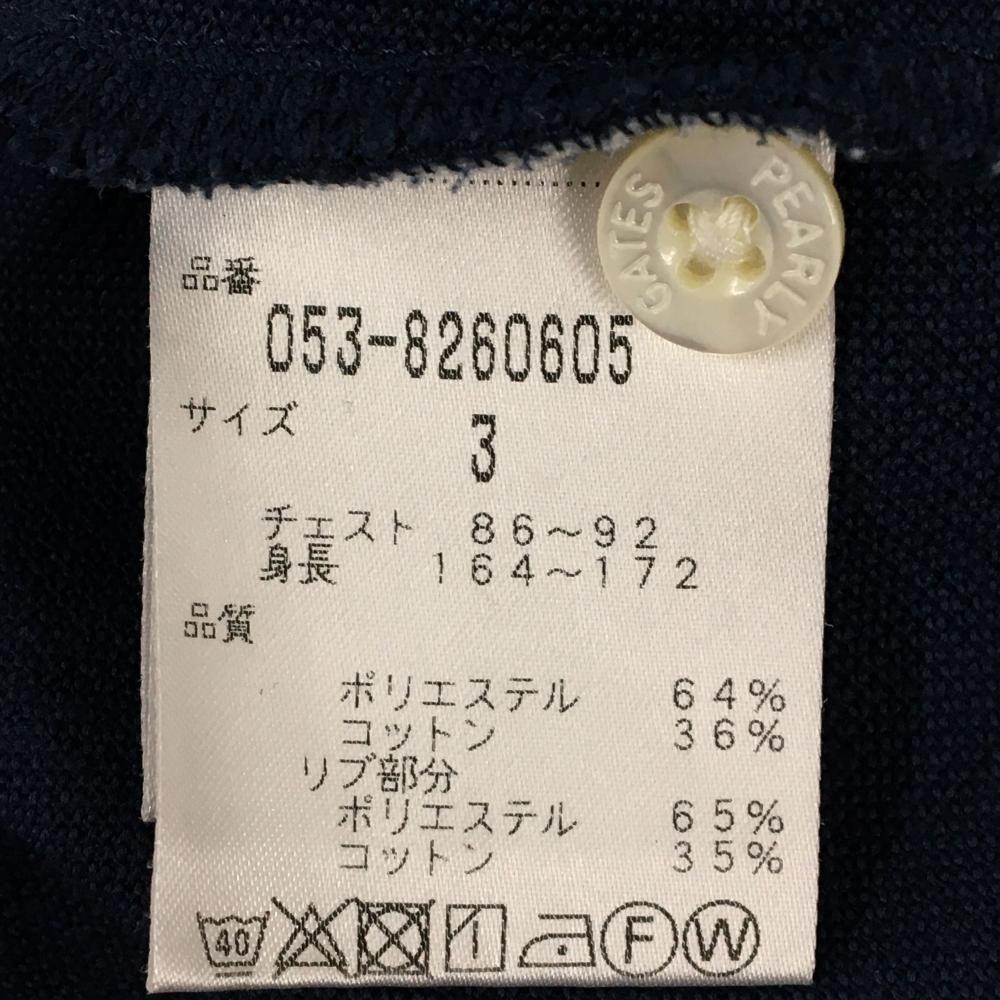 PEARLY GATES
品番
053-8260605
サイズ
3
チェスト 86～92
身長 164～172
品質
ポリエステル 64%
コットン 36%
リブ部分
ポリエステル 65%
コットン 35%
40 F W